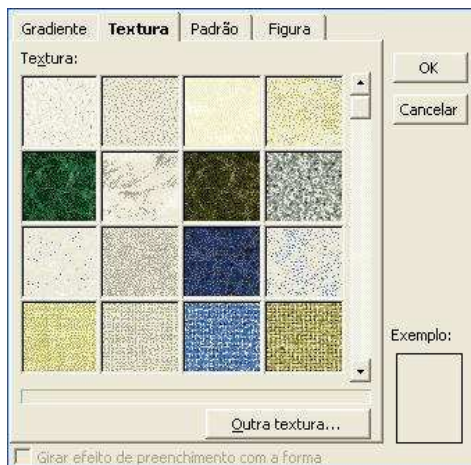 Gradiente Textura Padrão Figura
Textura:
OK
Cancelar
Exemplo:
Outra textura...
Girar efeito de preenchimento com a forma